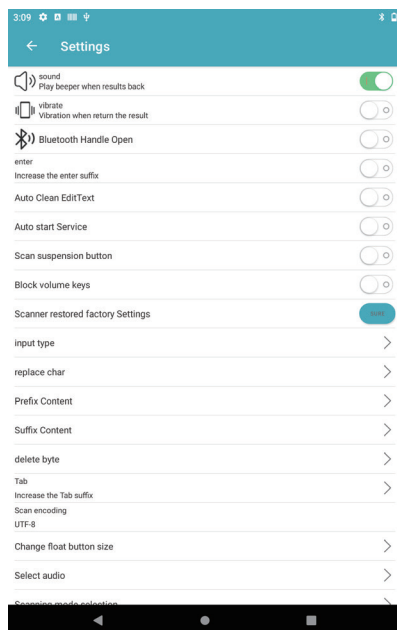 3:09
Settings
sound
Play beeper when results back
vibrate
Vibration when return the result
Bluetooth Handle Open
enter
Increase the enter suffix
Auto Clean EditText
Auto start Service
Scan suspension button
Block volume keys
Scanner restored factory Settings
input type
replace char
Prefix Content
Suffix Content
delete byte
Tab
Increase the Tab suffix
Scan encoding
UTF-8
Change float button size
Select audio
Scanning mode selection